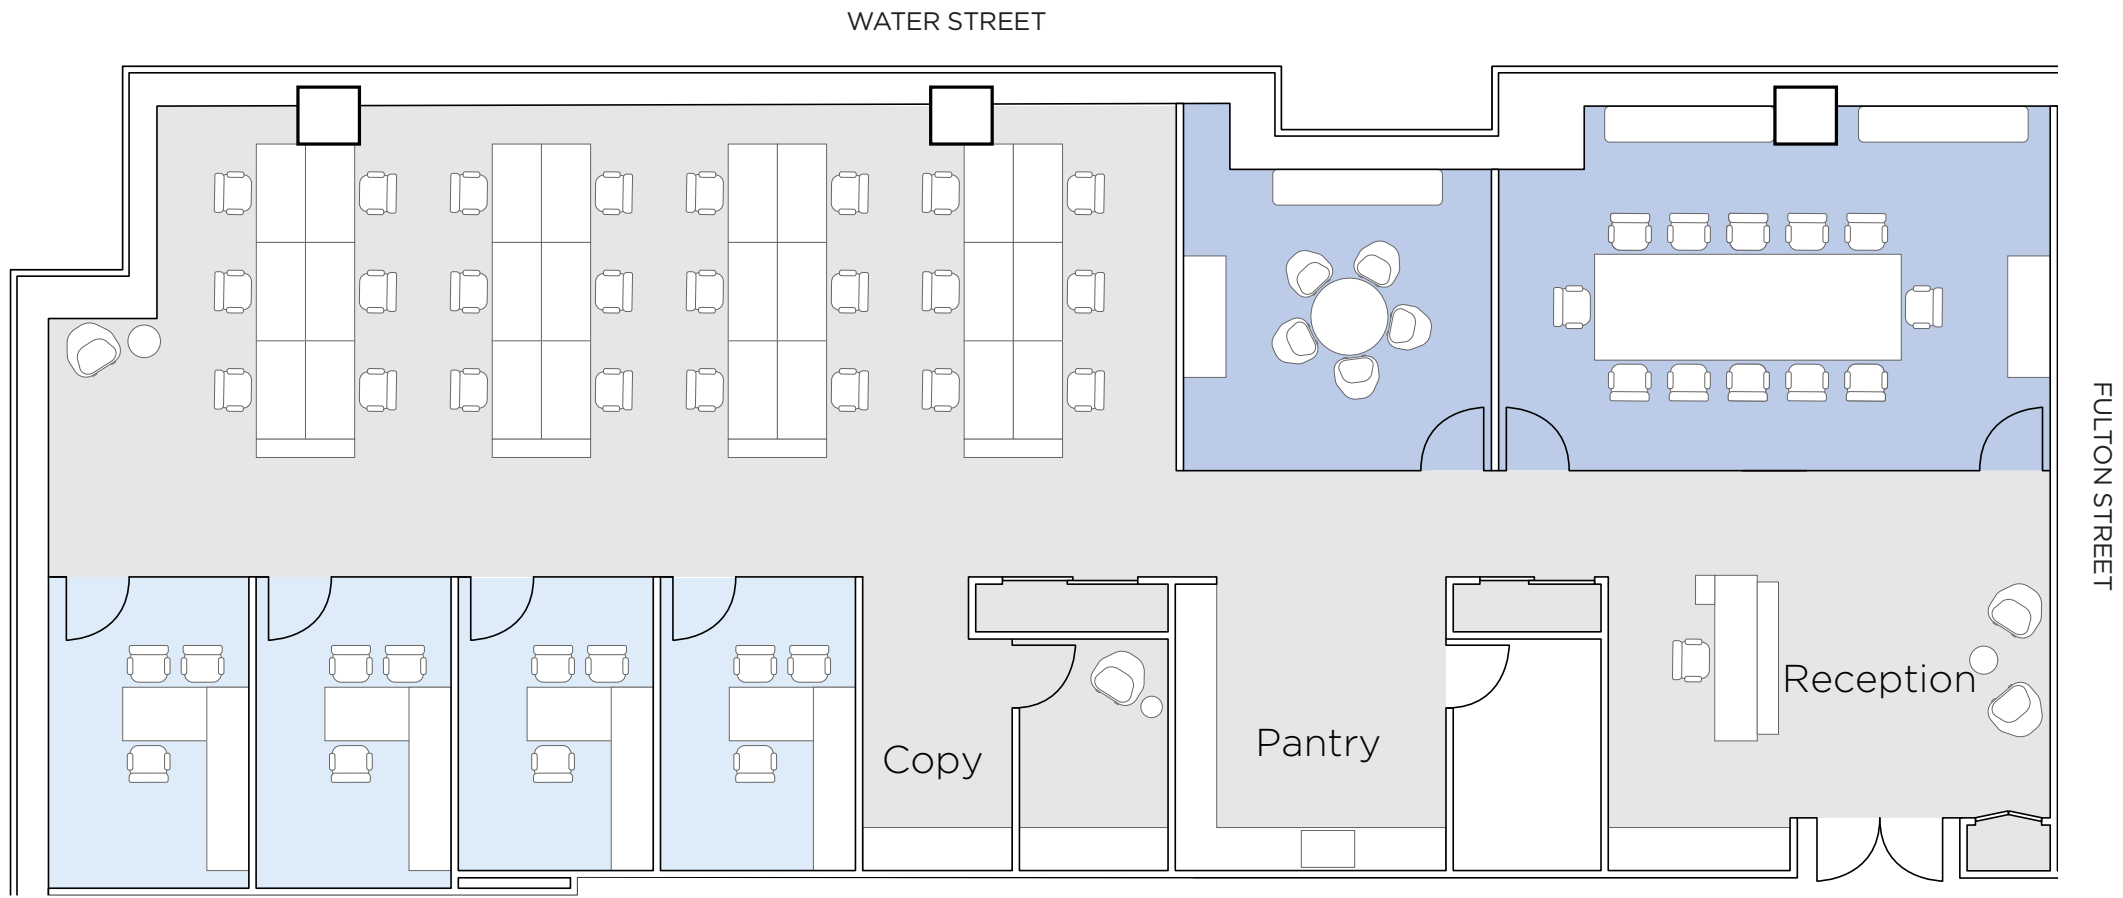 WATER STREET
FULTON STREET
Reception
Pantry
Copy